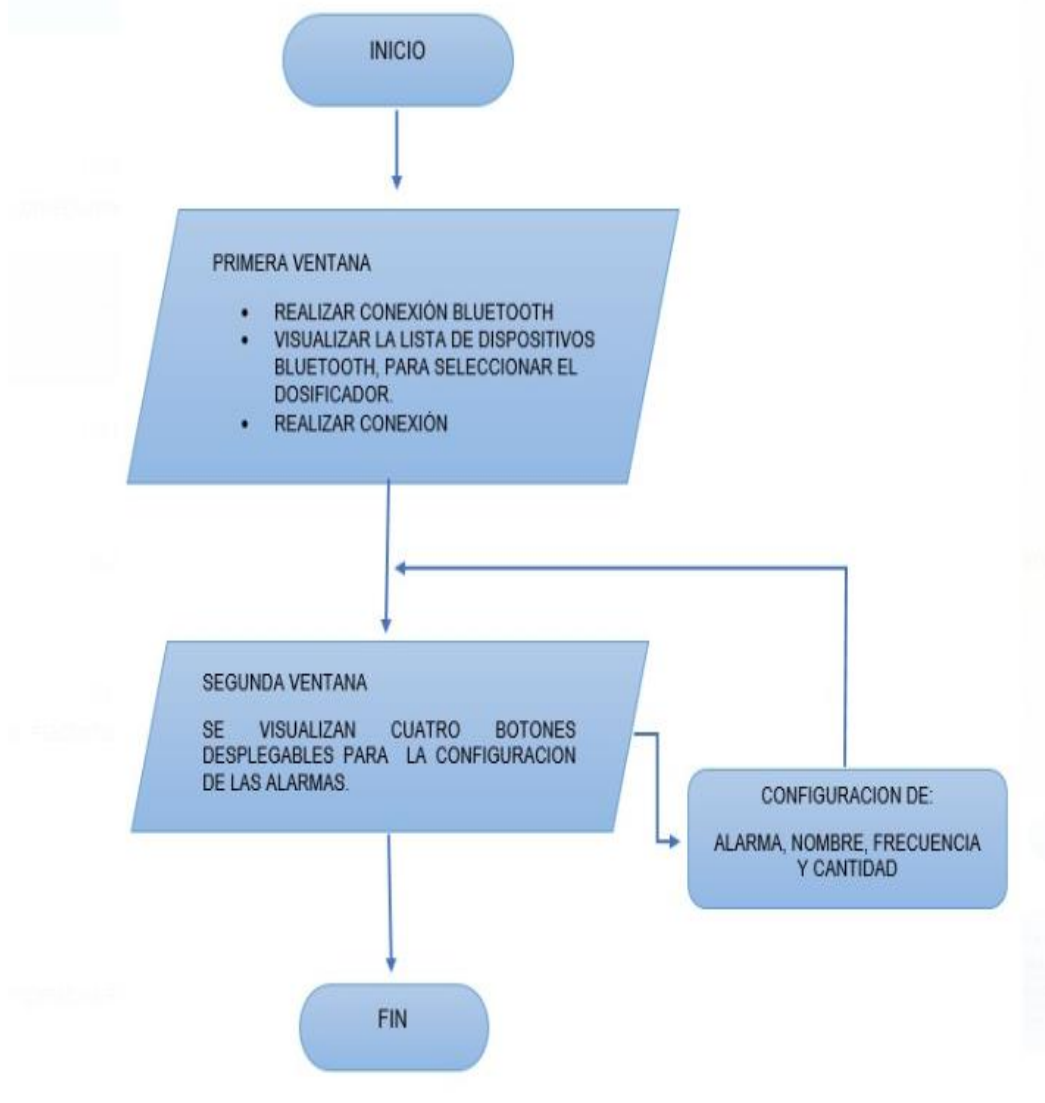 INICIO
PRIMERA VENTANA
• REALIZAR CONEXIÓN BLUETOOTH
• VISUALIZAR LA LISTA DE DISPOSITIVOS
BLUETOOTH, PARA SELECCIONAR EL
DOSIFICADOR.
• REALIZAR CONEXIÓN
SEGUNDA VENTANA
SE VISUALIZAN CUATRO BOTONES
DESPLEGABLES PARA LA CONFIGURACION
DE LAS ALARMAS.
CONFIGURACION DE:
ALARMA, NOMBRE, FRECUENCIA
Y CANTIDAD
FIN